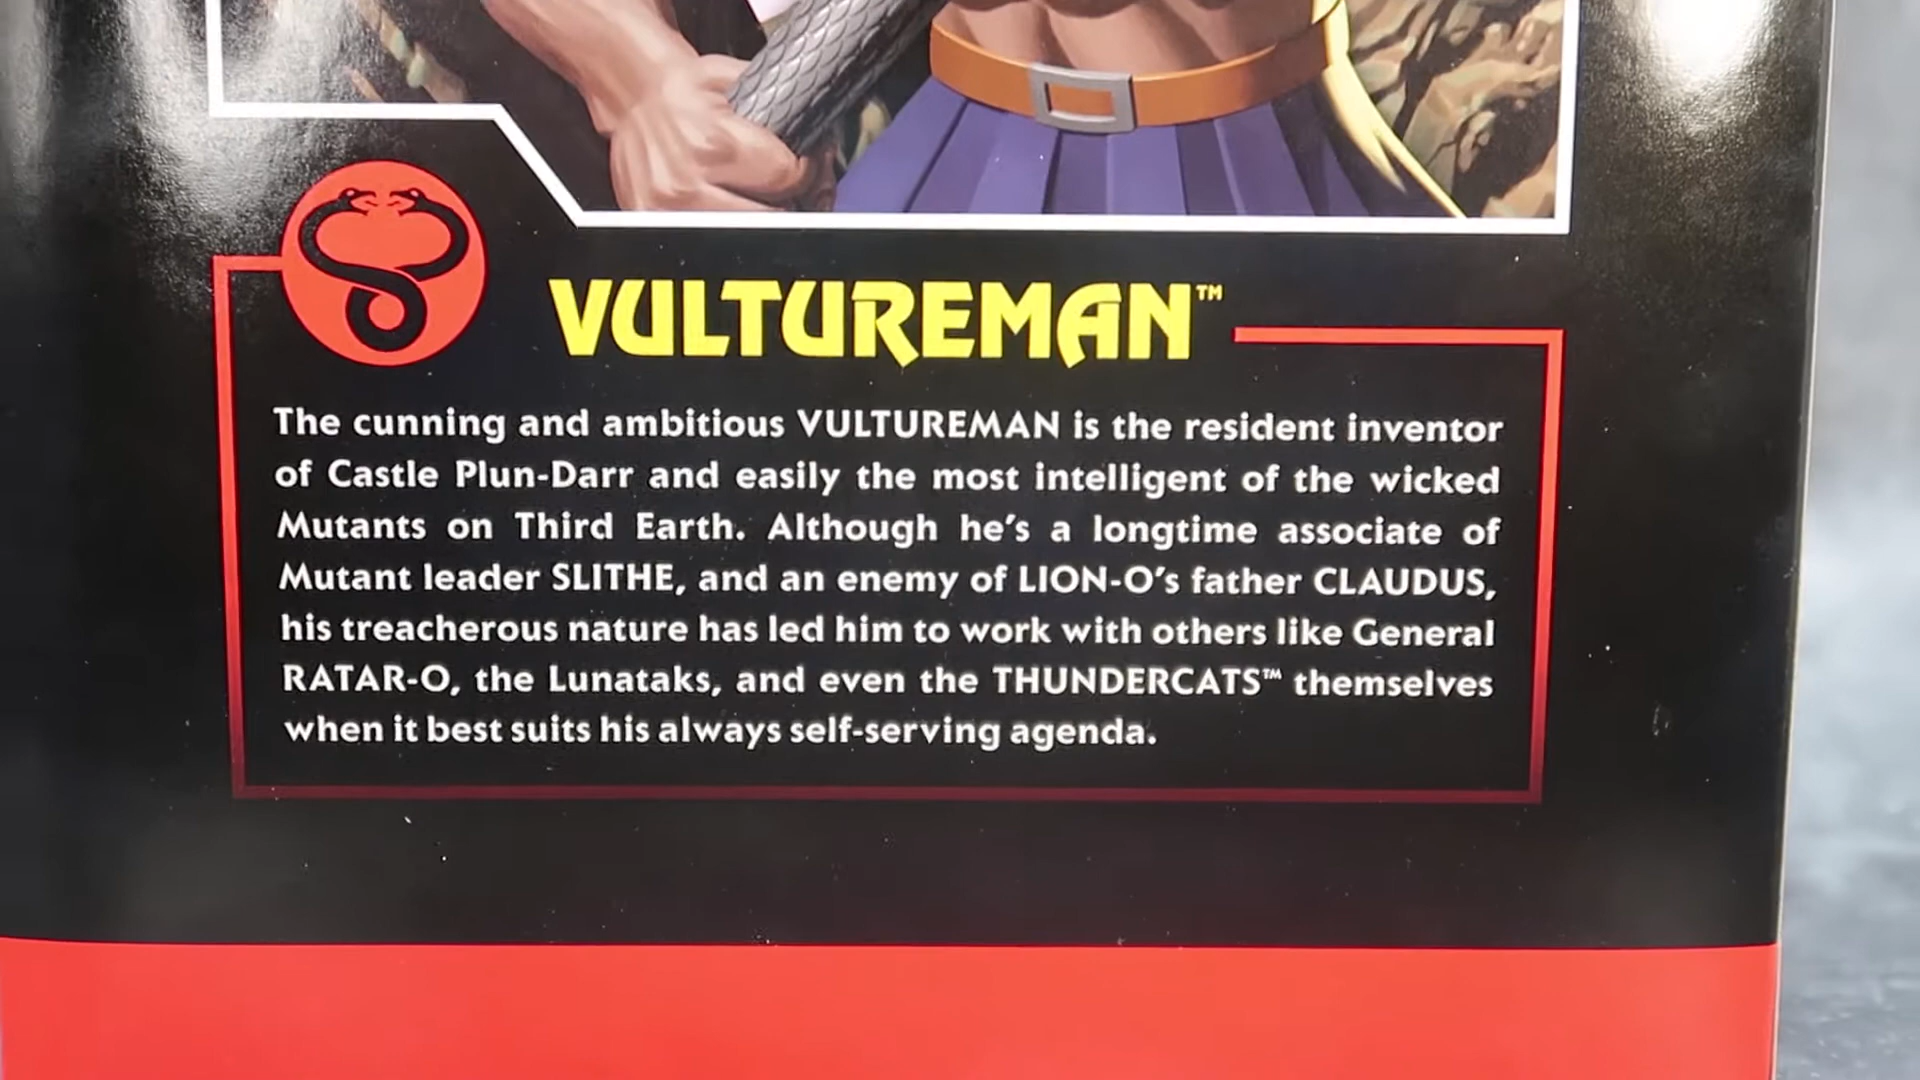 VULTUREMAN™
The cunning and ambitious VULTUREMAN is the resident inventor
of Castle Plun-Darr and easily the most intelligent of the wicked
Mutants on Third Earth. Although he's a longtime associate of
Mutant leader SLITHE, and an enemy of LION-O's father CLAUDUS,
his treacherous nature has led him to work with others like General
RATAR-O, the Lunataks, and even the THUNDERCATS™ themselves
when it best suits his always self-serving agenda.